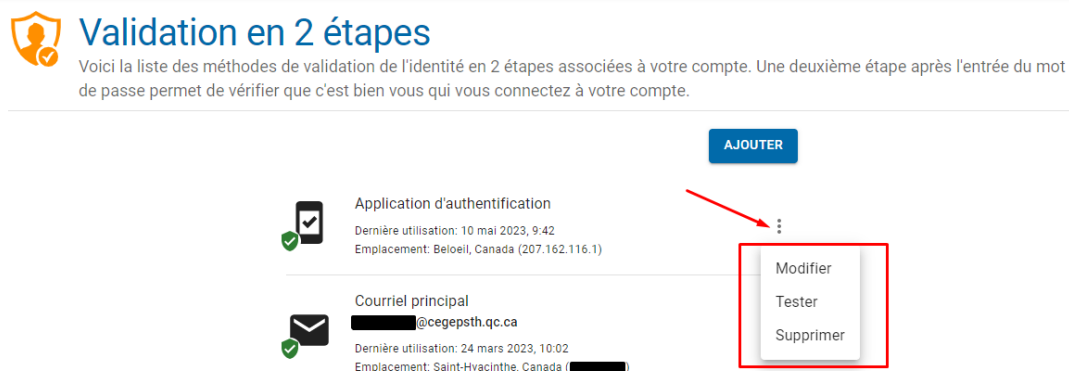 Validation en 2 étapes
Voici la liste des méthodes de validation de l'identité en 2 étapes associées à votre compte. Une deuxième étape après l'entrée du mot
de passe permet de vérifier que c'est bien vous qui vous connectez à votre compte.
AJOUTER
Application d'authentification
Dernière utilisation: 10 mai 2023, 9:42
Emplacement: Beloeil, Canada (207.162.116.1)
Modifier
Tester
Supprimer
Courriel principal
@cegepsth.qc.ca
Dernière utilisation: 24 mars 2023, 10:02
Emplacement: Saint-Hyacinthe, Canada ( )